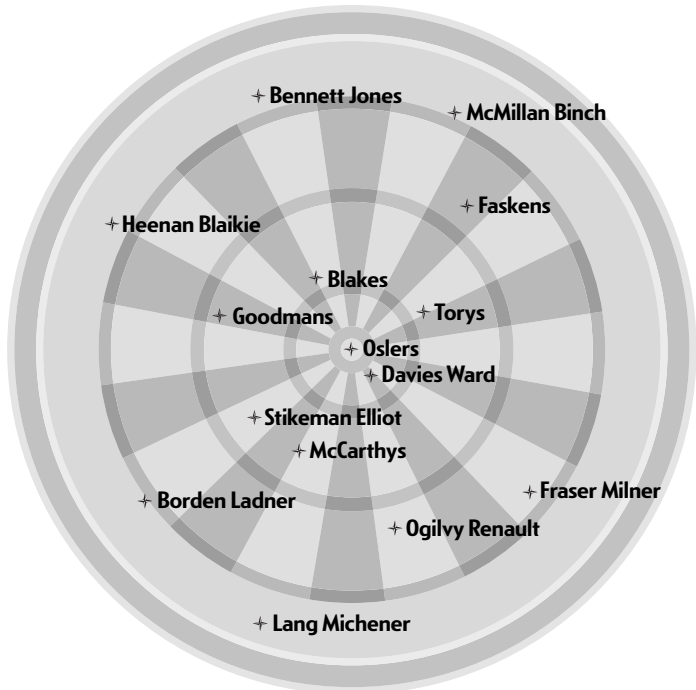 Bennett Jones
McMillan Binch
Faskens
Heenan Blaikie
Blakes
Goodmans
Torys
Oslers
Davies Ward
Stikeman Elliot
McCarthys
Fraser Milner
Borden Ladner
Ogilvy Renault
Lang Michener